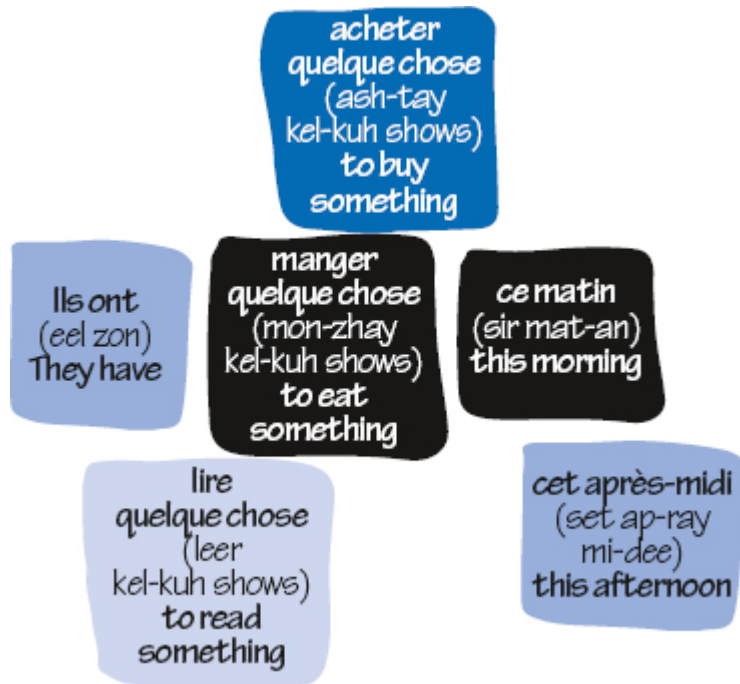 acheter
quelque chose
(ash-tay
kel-kuh shows)
to buy
something
Ils ont
(eel zon)
They have
manger
quelque chose
(mon-zhay
kel-kuh shows)
to eat
something
ce matin
(sir mat-an)
this morning
lire
quelque chose
(leer
kel-kuh shows)
to read
something
cet après-midi
(set ap-ray
mi-dee)
this afternoon